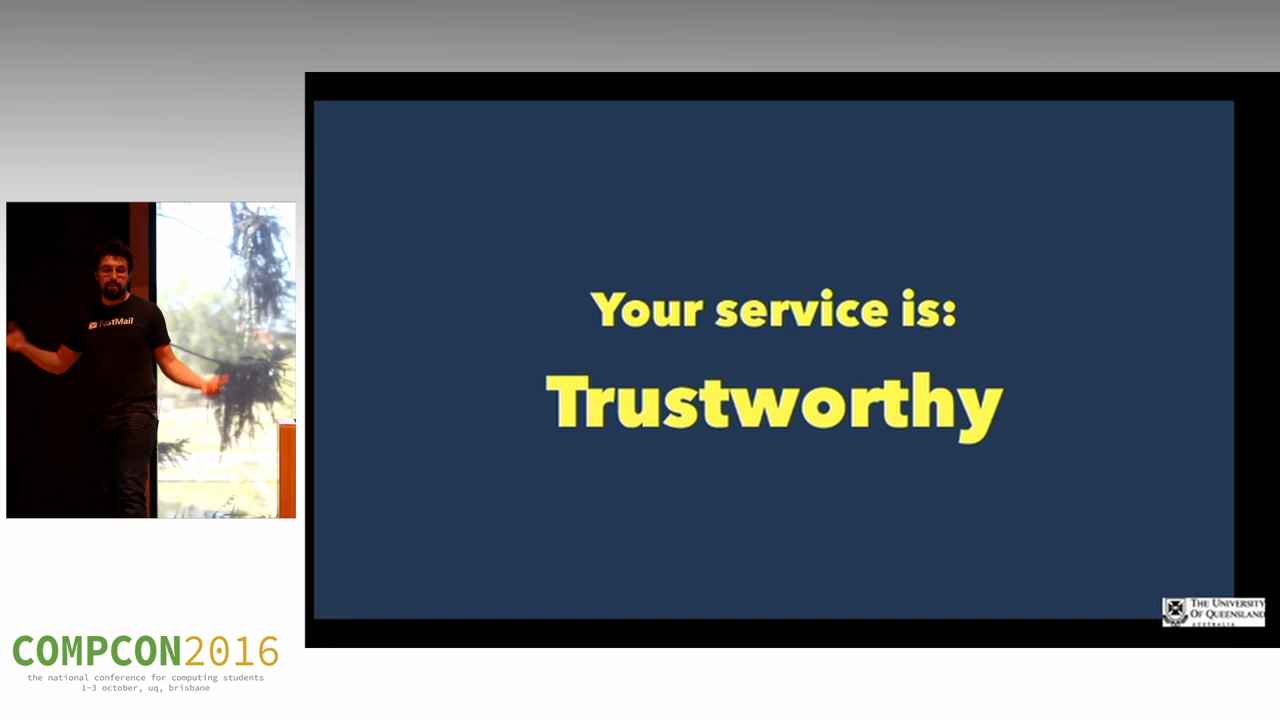 FastMail
Your service is:
Trustworthy
THE UNIVERSITY
OF QUEENSLAND
AUSTRALIA
COMPCON2016
the national conference for computing students
1-3 october, uq, brisbane